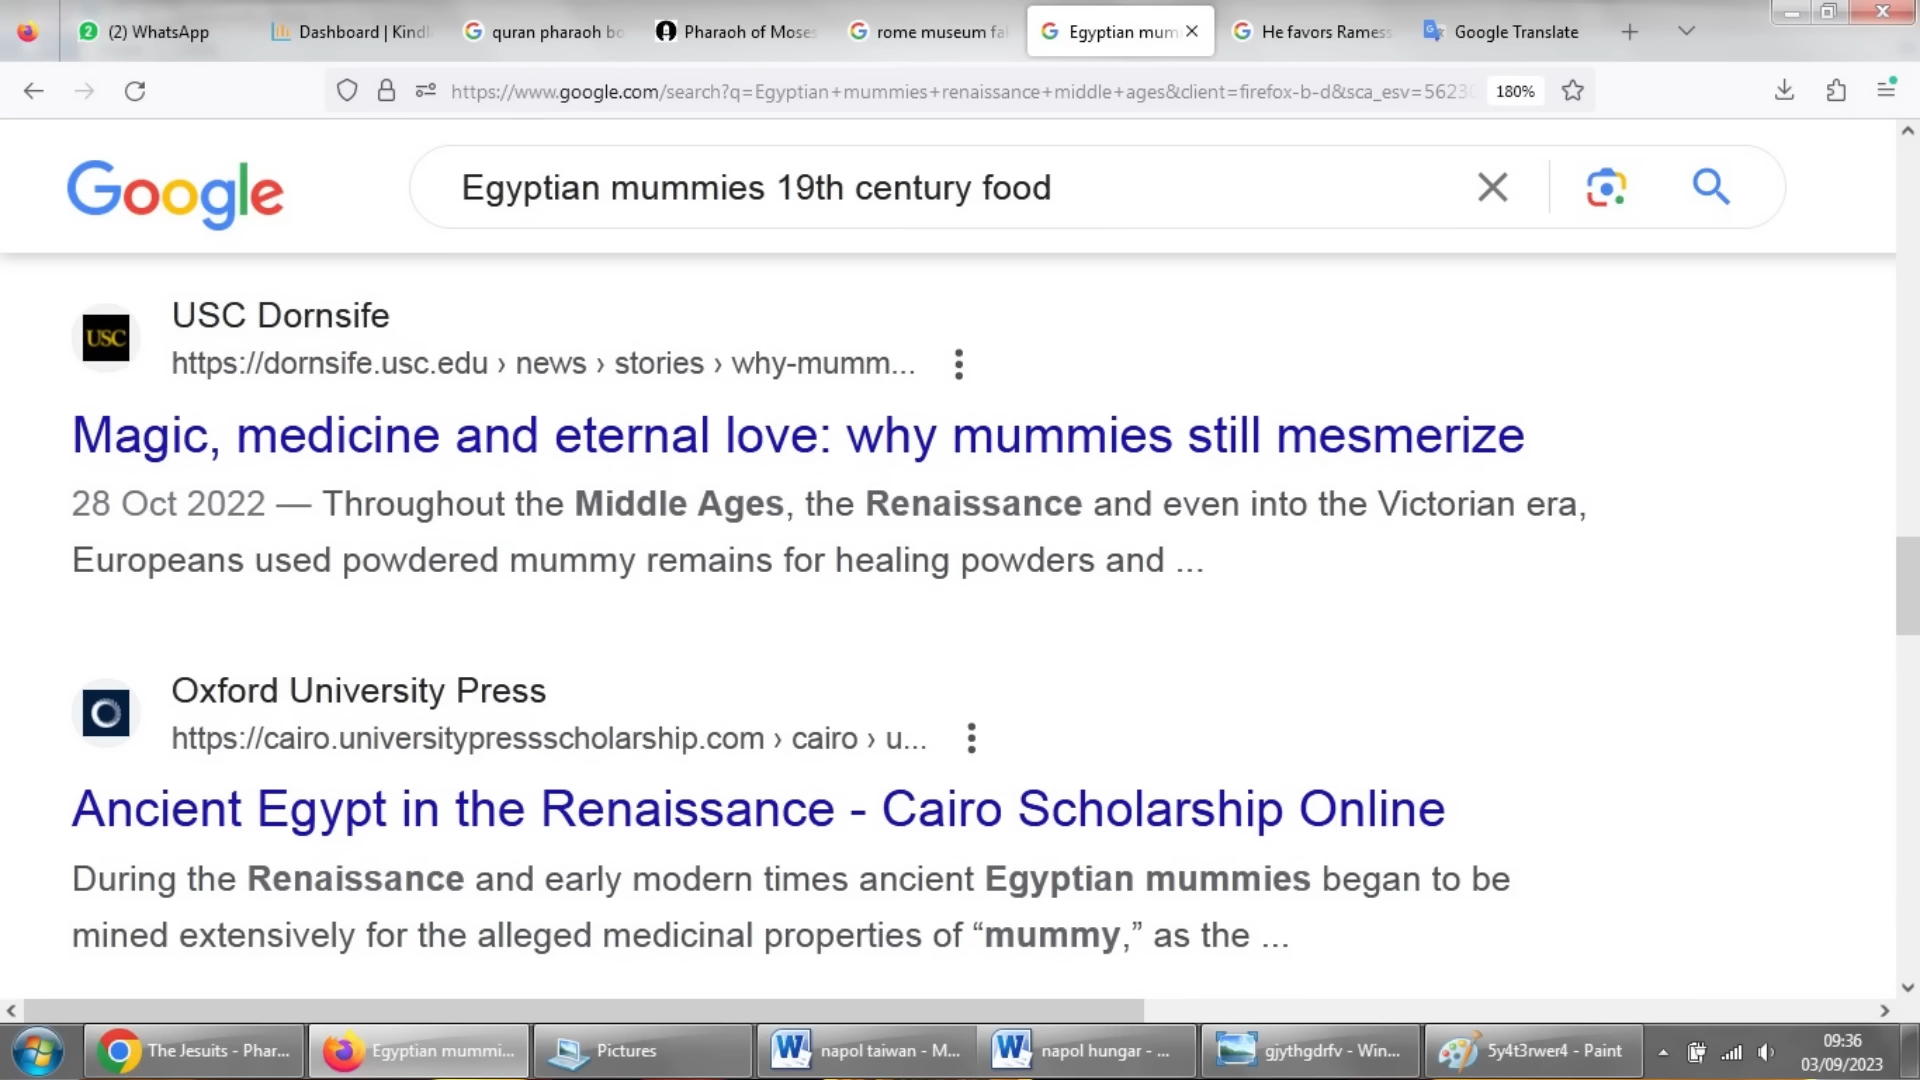 (2) WhatsApp
Dashboard | Kindl
quran pharaoh bo
Pharaoh of Moses
rome museum fal
Egyptian mum
He favors Ramess
Google Translate
https://www.google.com/search?q=Egyptian+mummies+renaissance+middle+ages&client=firefox-b-d&sca_esv=5623
180%
Google
Egyptian mummies 19th century food
USC
USC Dornsife
https://dornsife.usc.edu › news › stories › why-mumm...
Magic, medicine and eternal love: why mummies still mesmerize
28 Oct 2022 — Throughout the Middle Ages, the Renaissance and even into the Victorian era,
Europeans used powdered mummy remains for healing powders and ...
Oxford University Press
https://cairo.universitypressscholarship.com › cairo › u...
Ancient Egypt in the Renaissance - Cairo Scholarship Online
During the Renaissance and early modern times ancient Egyptian mummies began to be
mined extensively for the alleged medicinal properties of “mummy,” as the ...
The Jesuits - Phar...
Egyptian mummi...
Pictures
napol taiwan - M...
napol hungar - ...
gjythgdrfv - Win...
5y4t3rwer4 - Paint
09:36
03/09/2023